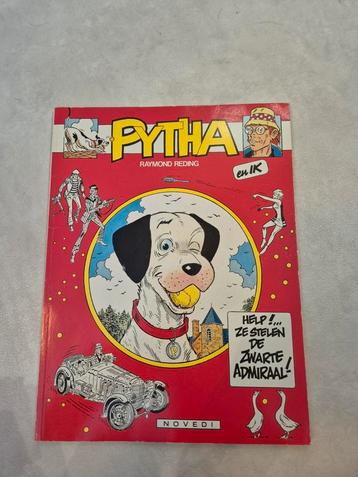 PYTHA
RAYMOND REDING
en IK
HELP!...
ZE STELEN
DE
ZWARTE
ADMIRAAL!
NOVEDI